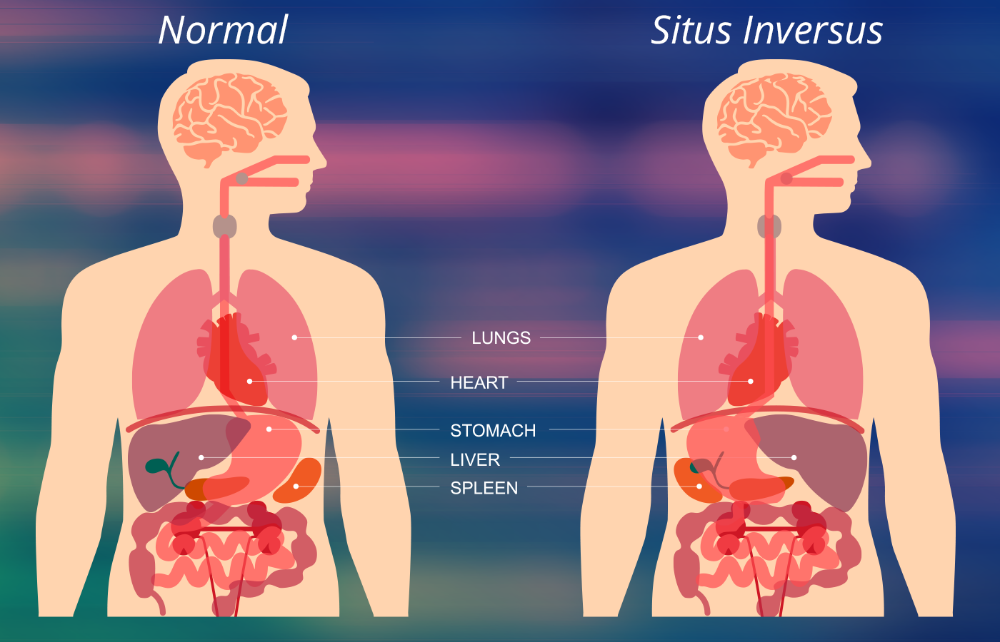 Normal
Situs Inversus
LUNGS
HEART
STOMACH
LIVER
SPLEEN